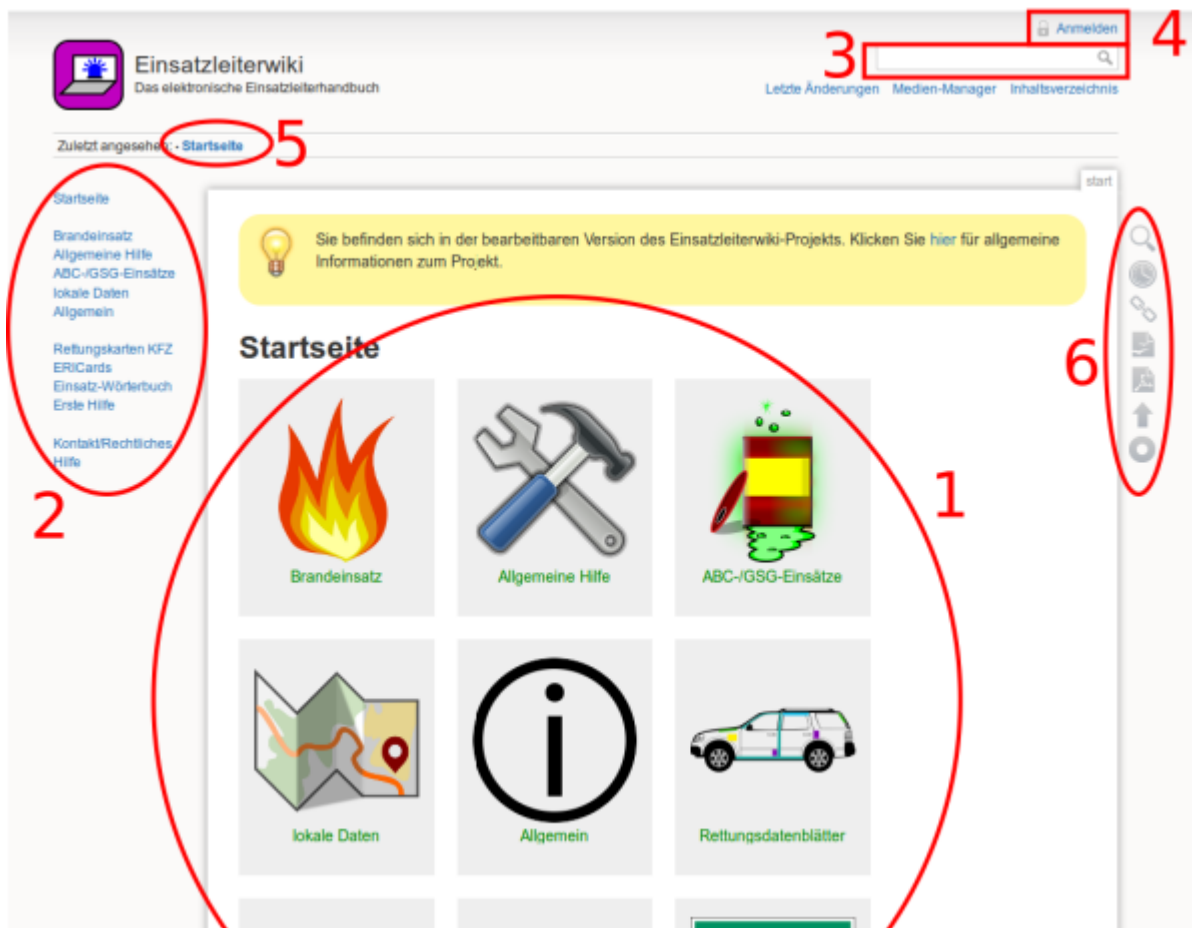 Anmelden
4
3
Einsatzleiterwiki
Das elektronische Einsatzleiterhandbuch
Letzte Änderungen Medien-Manager Inhaltsverzeichnis
Zuletzt angesehen: • Startseite
5
start
Startseite
Brandeinsatz
Allgemeine Hilfe
ABC-/GSG-Einsätze
lokale Daten
Allgemein
Rettungskarten KFZ
ERICards
Einsatz-Wörterbuch
Erste Hilfe
Kontakt/Rechtliches
Hilfe
2
Sie befinden sich in der bearbeitbaren Version des Einsatzleiterwiki-Projekts. Klicken Sie hier für allgemeine
Informationen zum Projekt.
Startseite
6
1
Brandeinsatz Allgemeine Hilfe ABC-/GSG-Einsätze
lokale Daten Allgemein Rettungsdatenblätter